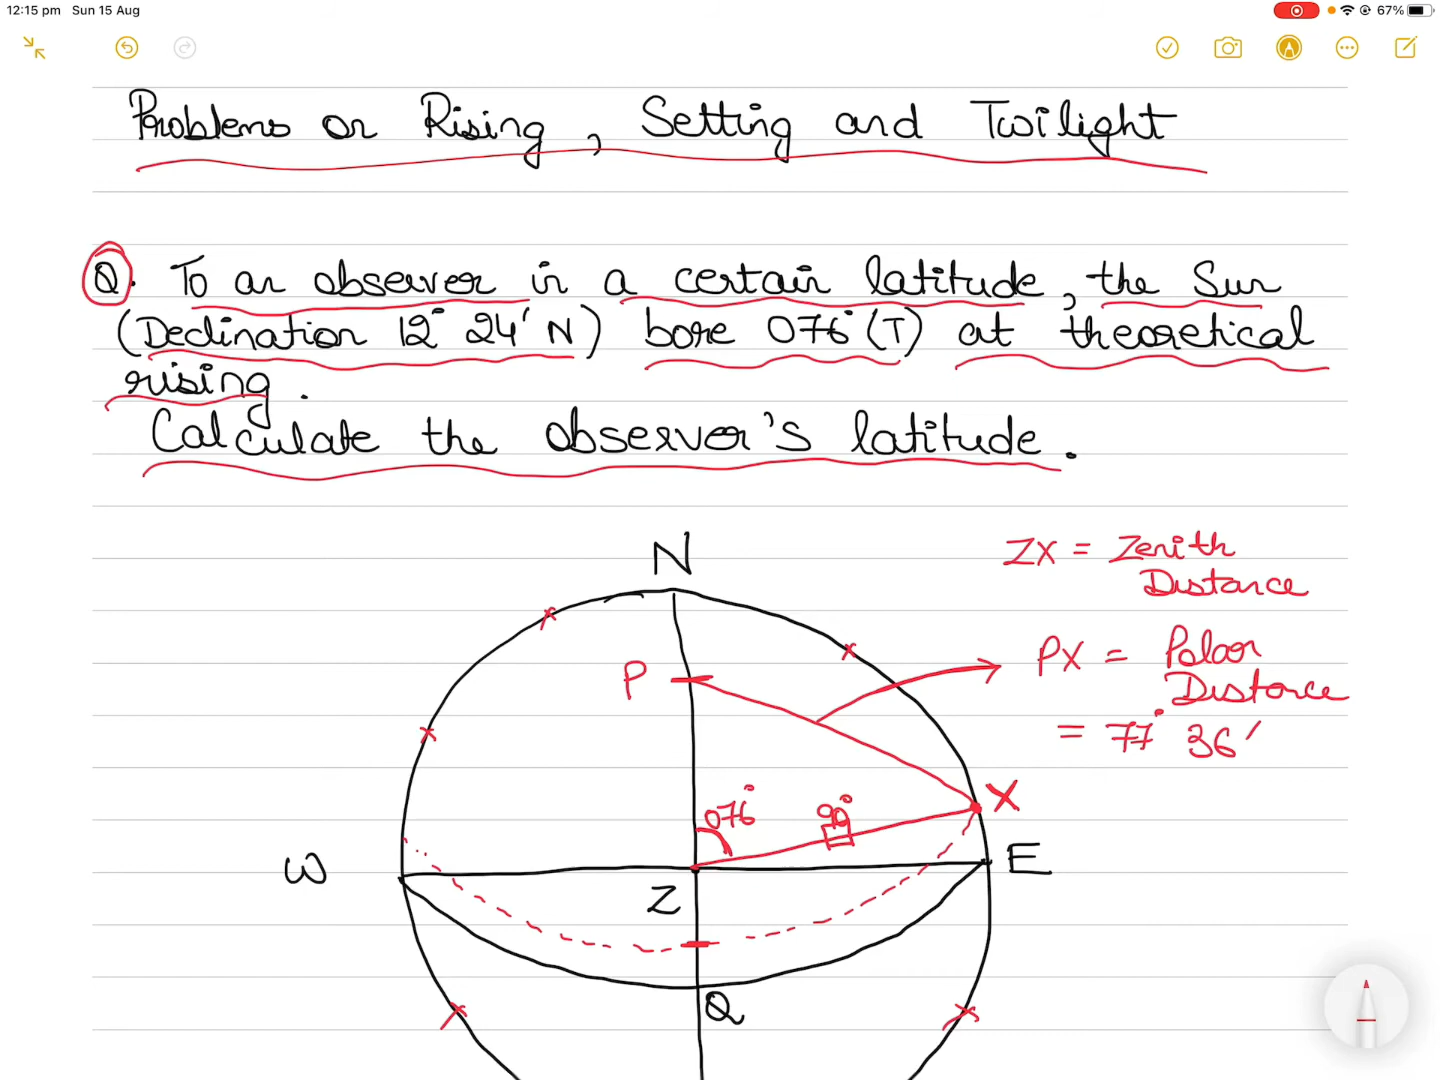 12:15 pm Sun 15 Aug
67%
Problems on Rising, Setting and Twilight
Q. To an observer in a certain latitude, the Sun
(Declination 12° 24' N) bore 076° (T) at theoretical
rising.
Calculate the observer's latitude.
N
ZX = Zenith
Distance
P
PX = Polar
Distance
= 77° 36'
076°
90°
X
W
E
Z
Q